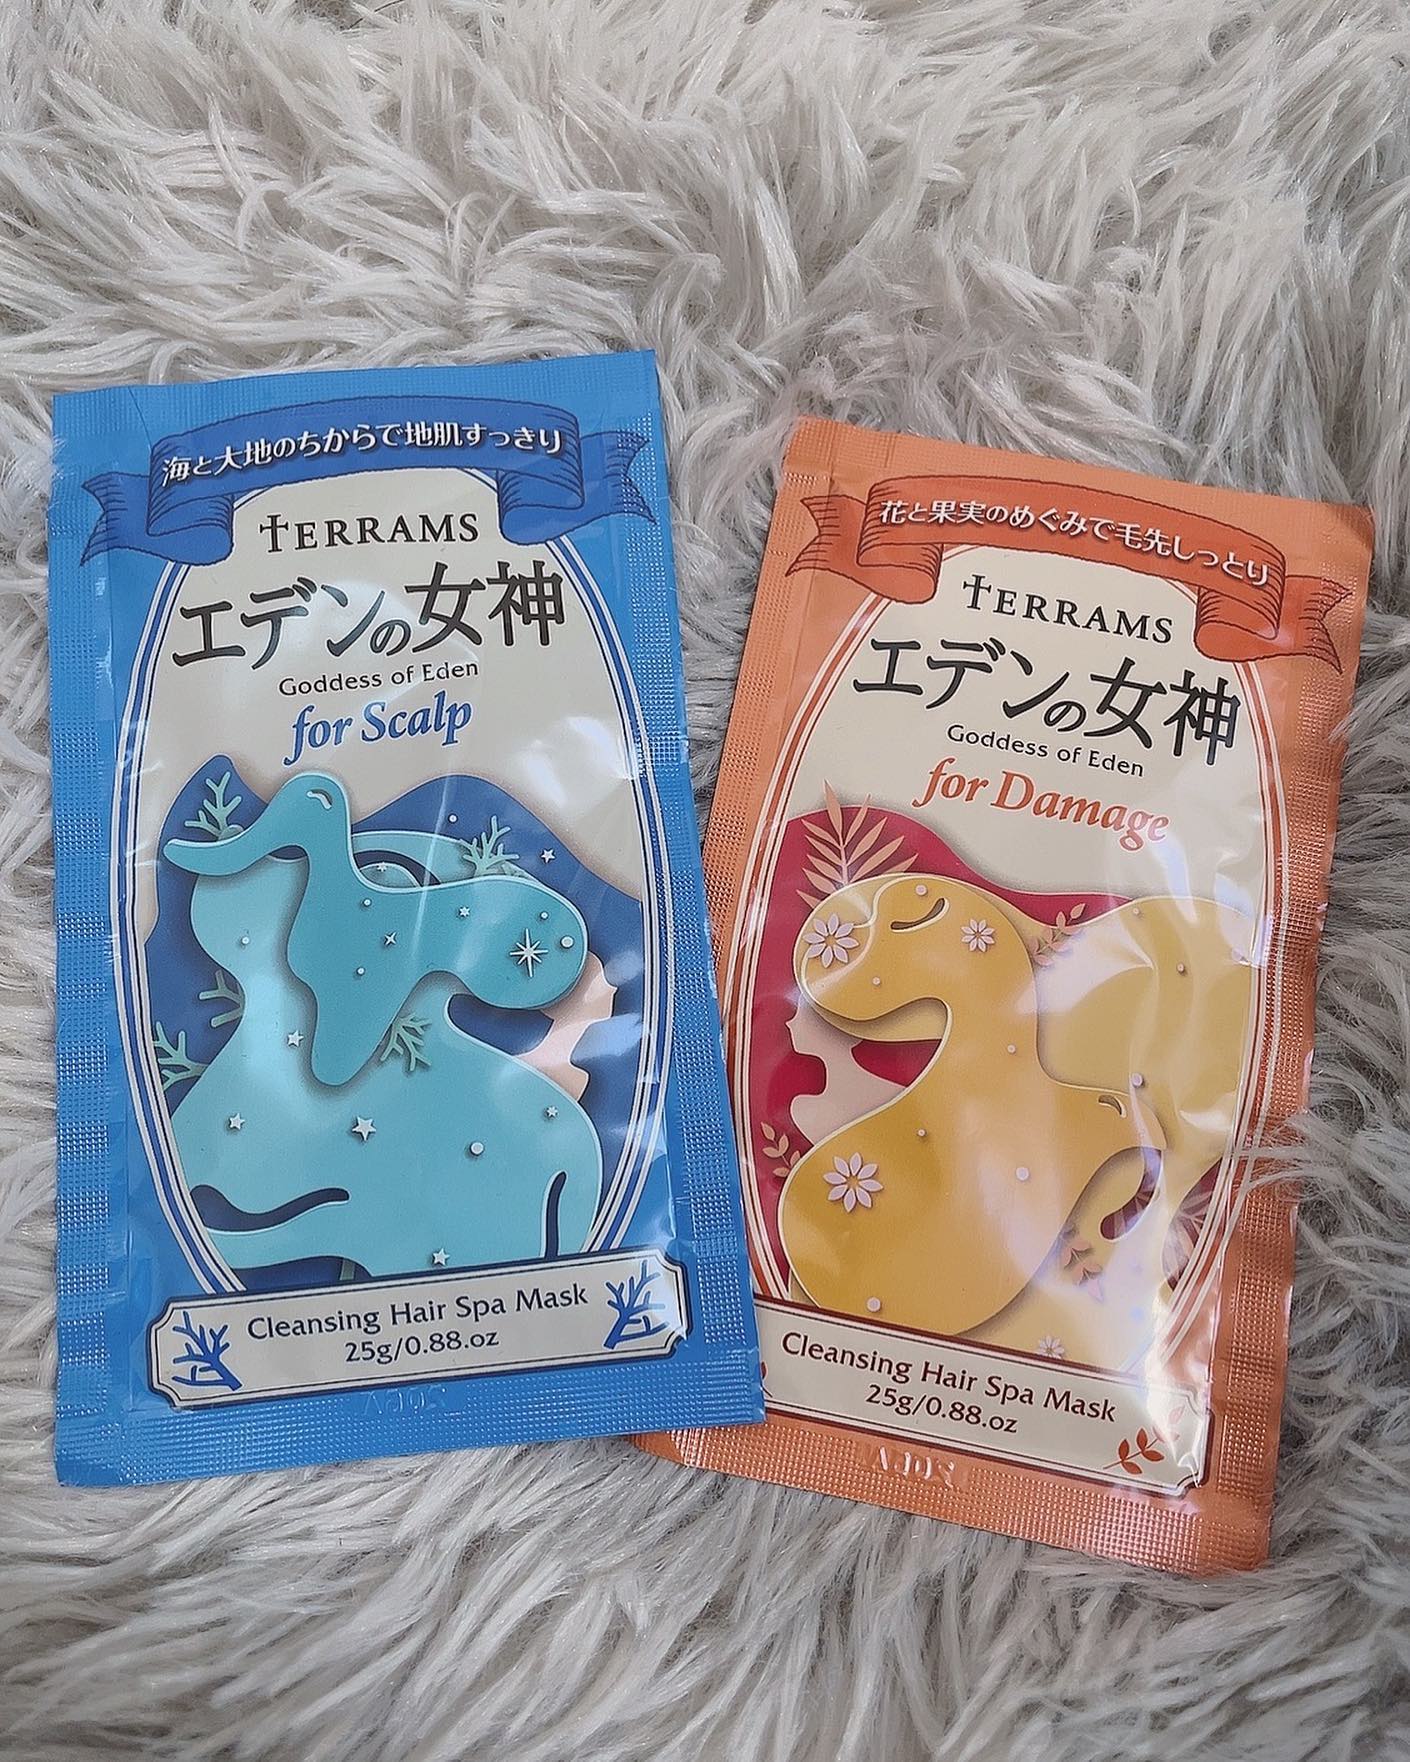 海と大地のちからで地肌すっきり
TERRAMS
エデンの女神
Goddess of Eden
for Scalp
Cleansing Hair Spa Mask
25g/0.88.oz
花と果実のめぐみで毛先しっとり
TERRAMS
エデンの女神
Goddess of Eden
for Damage
Cleansing Hair Spa Mask
25g/0.88.oz